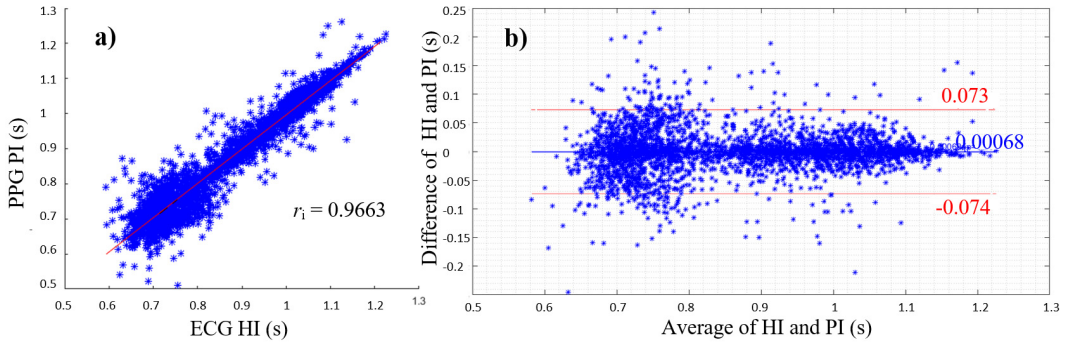 a)
PPG PI (s)
1.3
1.2
1.1
1.0
0.9
0.8
0.7
0.6
0.5
r_i = 0.9663
0.5 0.6 0.7 0.8 0.9 1 1.1 1.2 1.3
ECG HI (s)
b)
Difference of HI and PI (s)
0.25
0.2
0.15
0.1
0.05
0
-0.05
-0.1
-0.15
-0.2
0.073
0.00068
-0.074
0.5 0.6 0.7 0.8 0.9 1 1.1 1.2 1.3
Average of HI and PI (s)